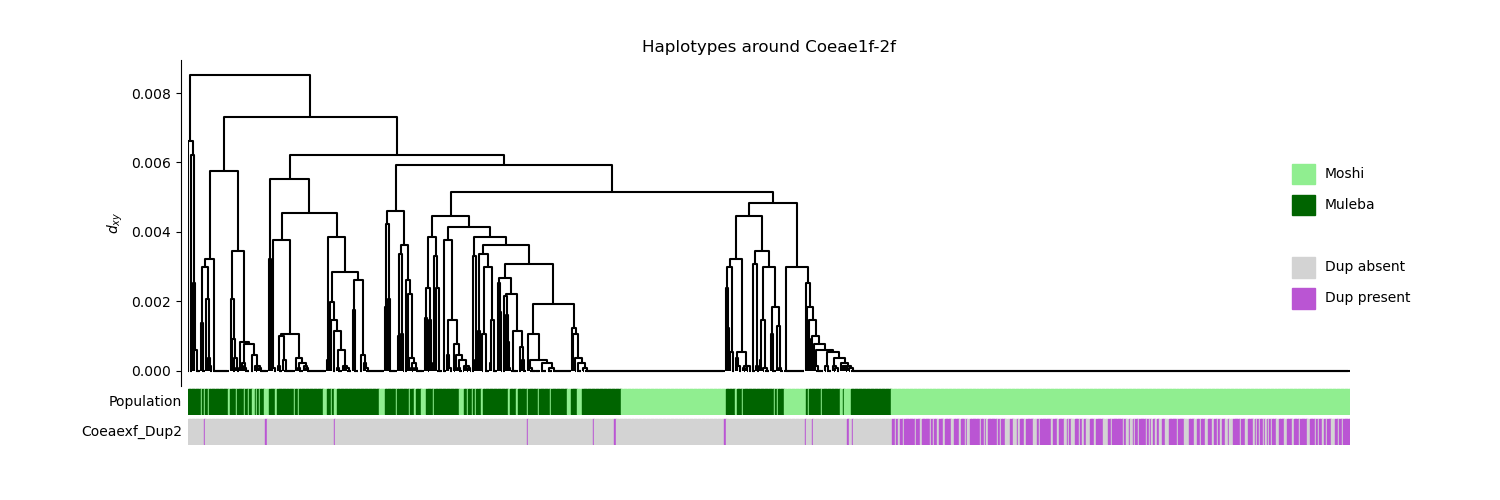 Haplotypes around Coeae1f-2f
0.008
0.006
0.004
0.002
0.000
dxy
Moshi
Muleba
Dup absent
Dup present
Population
Coeaexf_Dup2